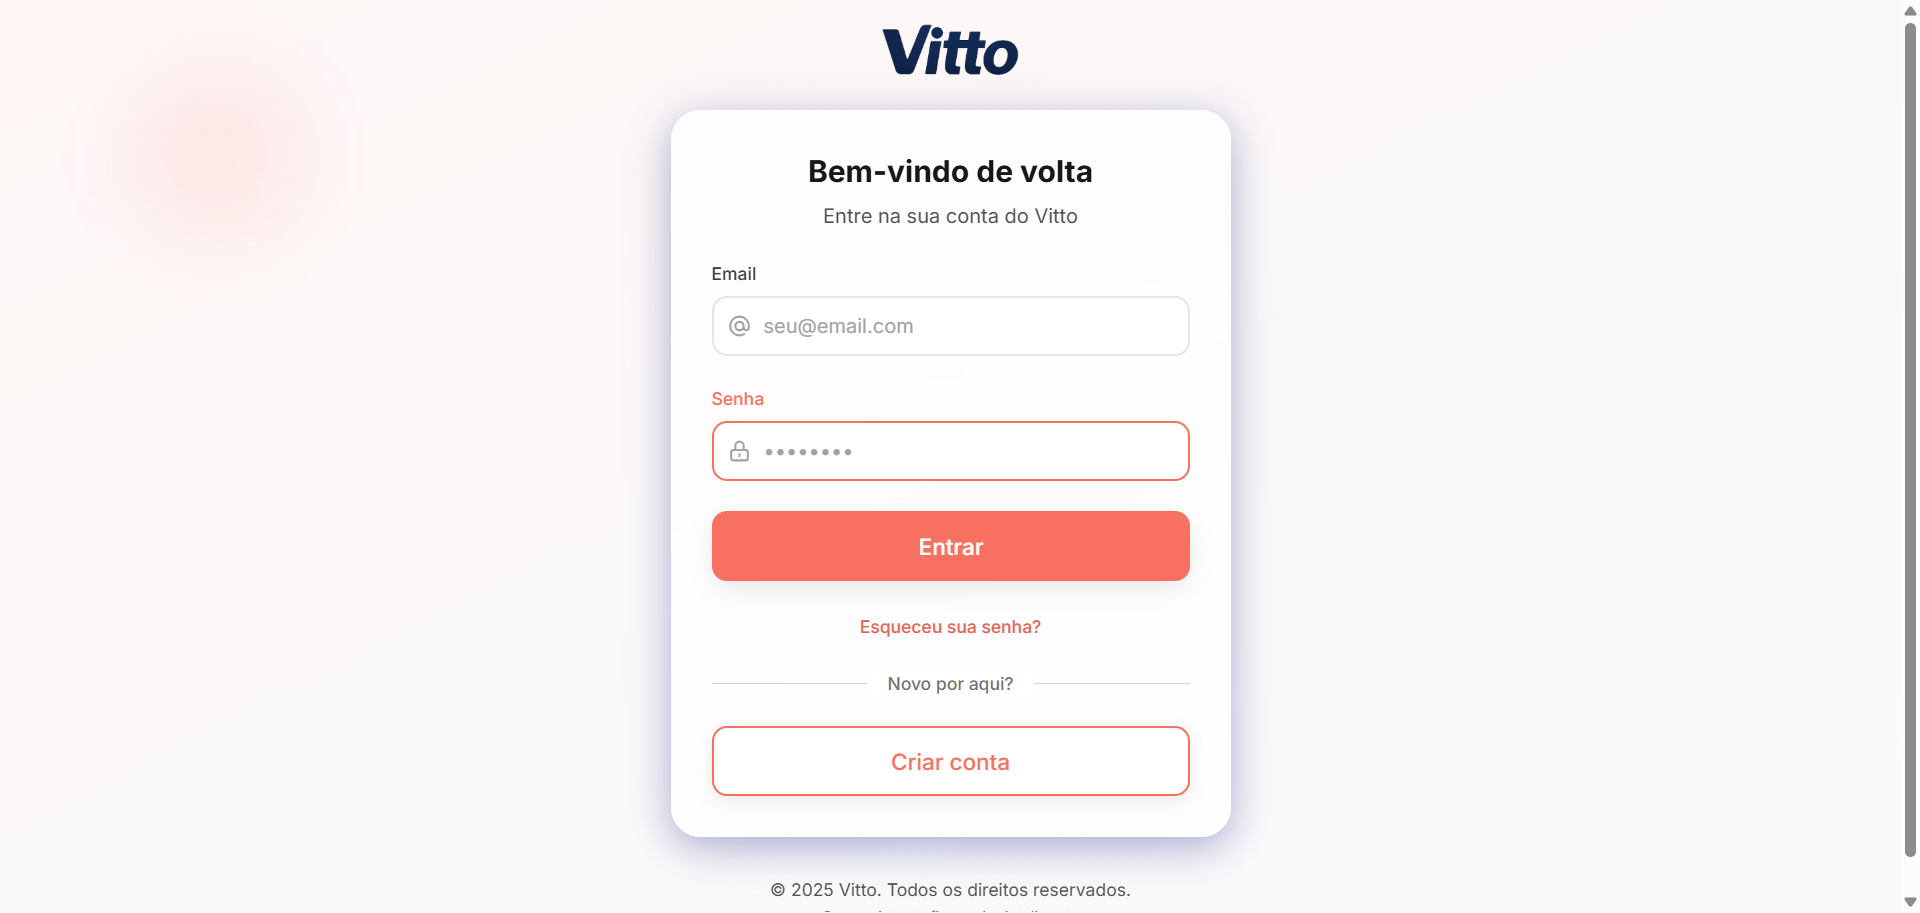 Vitto
Bem-vindo de volta
Entre na sua conta do Vitto
Email
seu@email.com
Senha
Entrar
Esqueceu sua senha?
Novo por aqui?
Criar conta
© 2025 Vitto. Todos os direitos reservados.